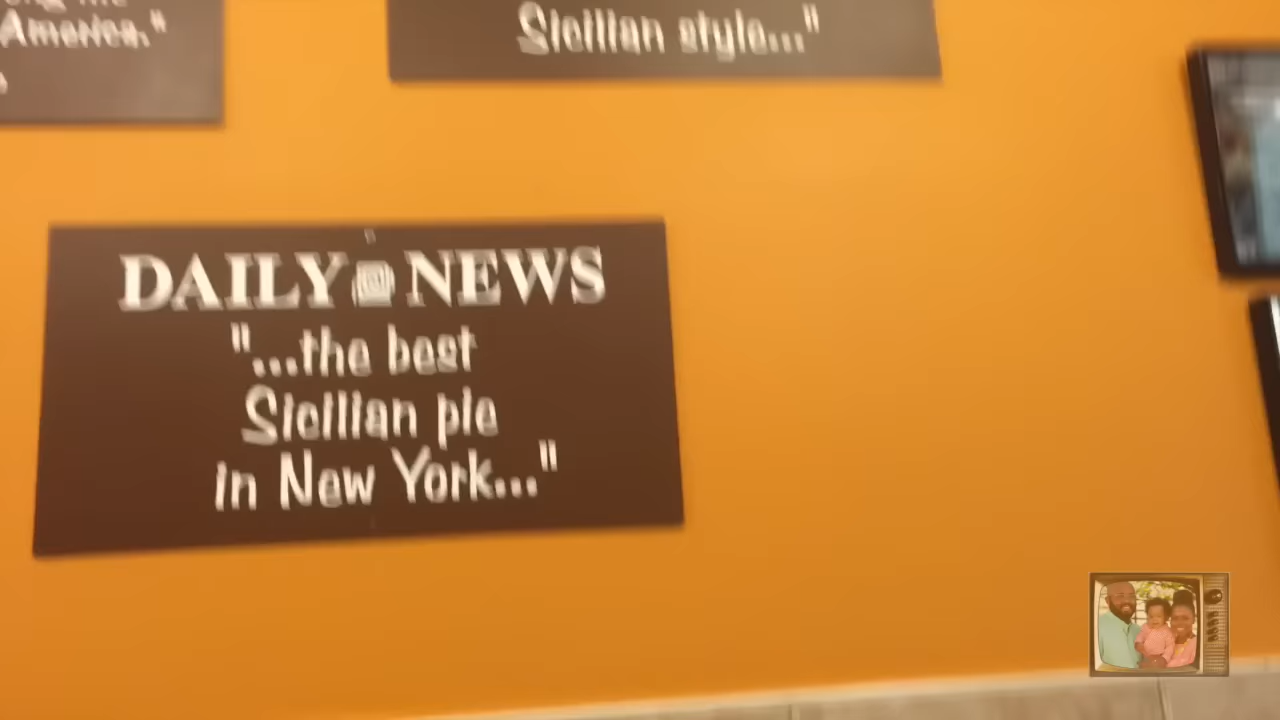 America."
Sicilian style..."
DAILY NEWS
"...the best
Sicilian pie
in New York..."